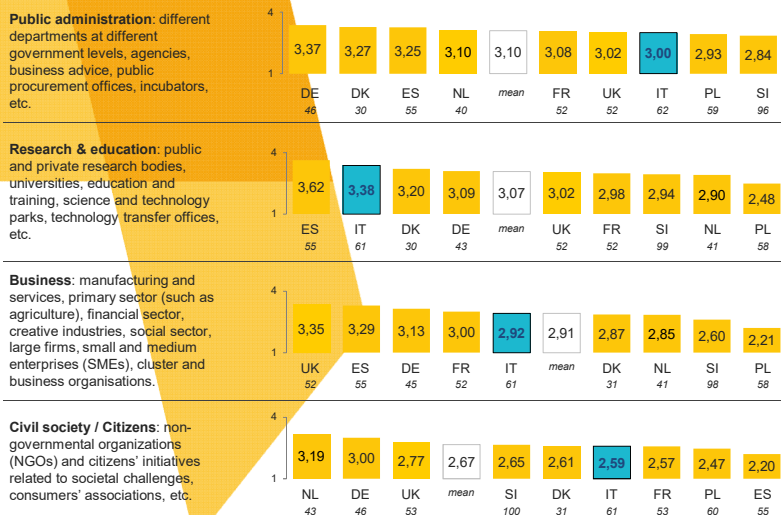 Public administration: different
departments at different
government levels, agencies,
business advice, public
procurement offices, incubators,
etc.
4
1
3,37 3,27 3,25 3,10 3,10 3,08 3,02 3,00 2,93 2,84
DE DK ES NL mean FR UK IT PL SI
46 30 55 40 52 52 62 59 96
Research & education: public
and private research bodies,
universities, education and
training, science and technology
parks, technology transfer offices,
etc.
4
1
3,62 3,38 3,20 3,09 3,07 3,02 2,98 2,94 2,90 2,48
ES IT DK DE mean UK FR SI NL PL
55 61 30 43 52 52 99 41 58
Business: manufacturing and
services, primary sector (such as
agriculture), financial sector,
creative industries, social sector,
large firms, small and medium
enterprises (SMEs), cluster and
business organisations.
4
1
3,35 3,29 3,13 3,00 2,92 2,91 2,87 2,85 2,60 2,21
UK ES DE FR IT mean DK NL SI PL
52 55 45 52 61 31 41 98 58
Civil society / Citizens: non-
governmental organizations
(NGOs) and citizens' initiatives
related to societal challenges,
consumers' associations, etc.
4
1
3,19 3,00 2,77 2,67 2,65 2,61 2,59 2,57 2,47 2,20
NL DE UK mean SI DK IT FR PL ES
43 46 53 100 31 61 53 60 55